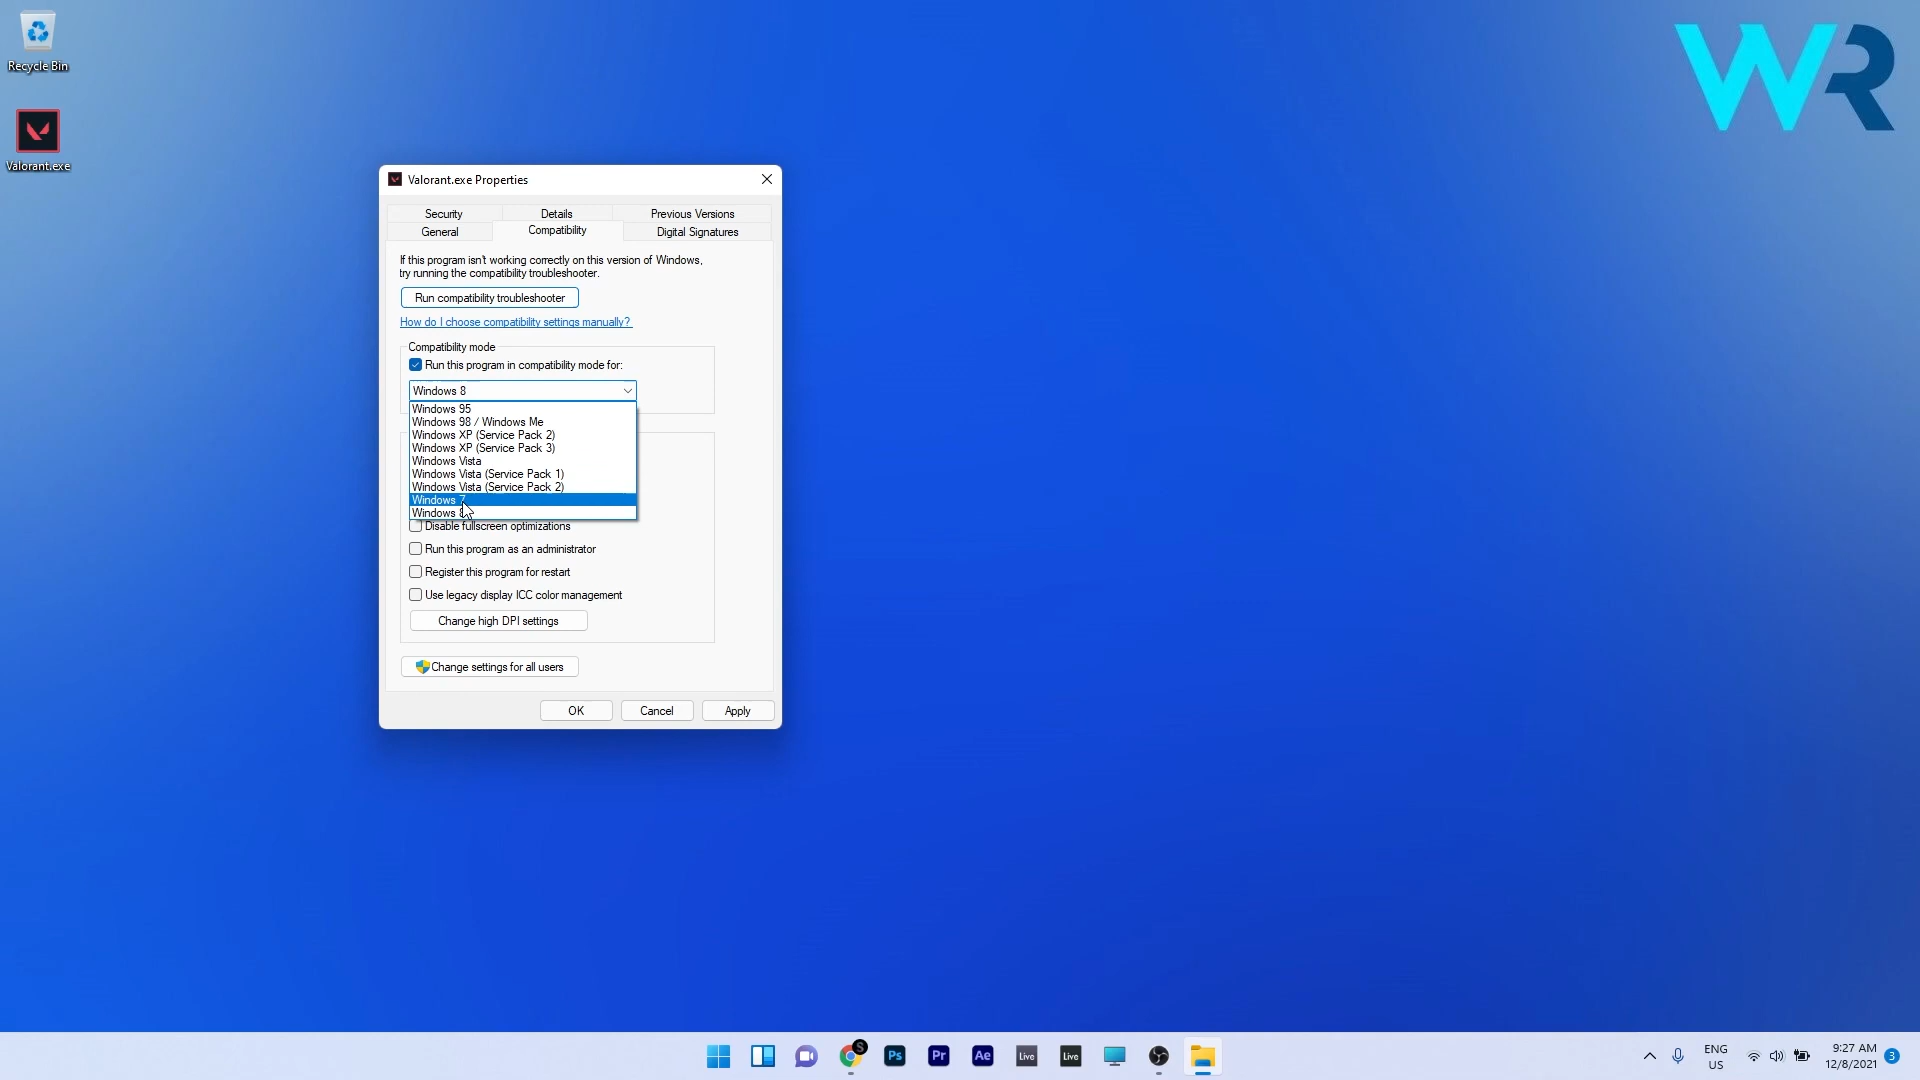 Recycle Bin
Valorant.exe
WR
Valorant.exe Properties
Security Details Previous Versions
General Compatibility Digital Signatures
If this program isn't working correctly on this version of Windows,
try running the compatibility troubleshooter.
Run compatibility troubleshooter
How do I choose compatibility settings manually?
Compatibility mode
Run this program in compatibility mode for:
Windows 8
Windows 95
Windows 98 / Windows Me
Windows XP (Service Pack 2)
Windows XP (Service Pack 3)
Windows Vista
Windows Vista (Service Pack 1)
Windows Vista (Service Pack 2)
Windows 7
Windows 8
Disable fullscreen optimizations
Run this program as an administrator
Register this program for restart
Use legacy display ICC color management
Change high DPI settings
Change settings for all users
OK Cancel Apply
S
Ps Pr Ae Live Live
ENG
US
9:27 AM
12/8/2021
3